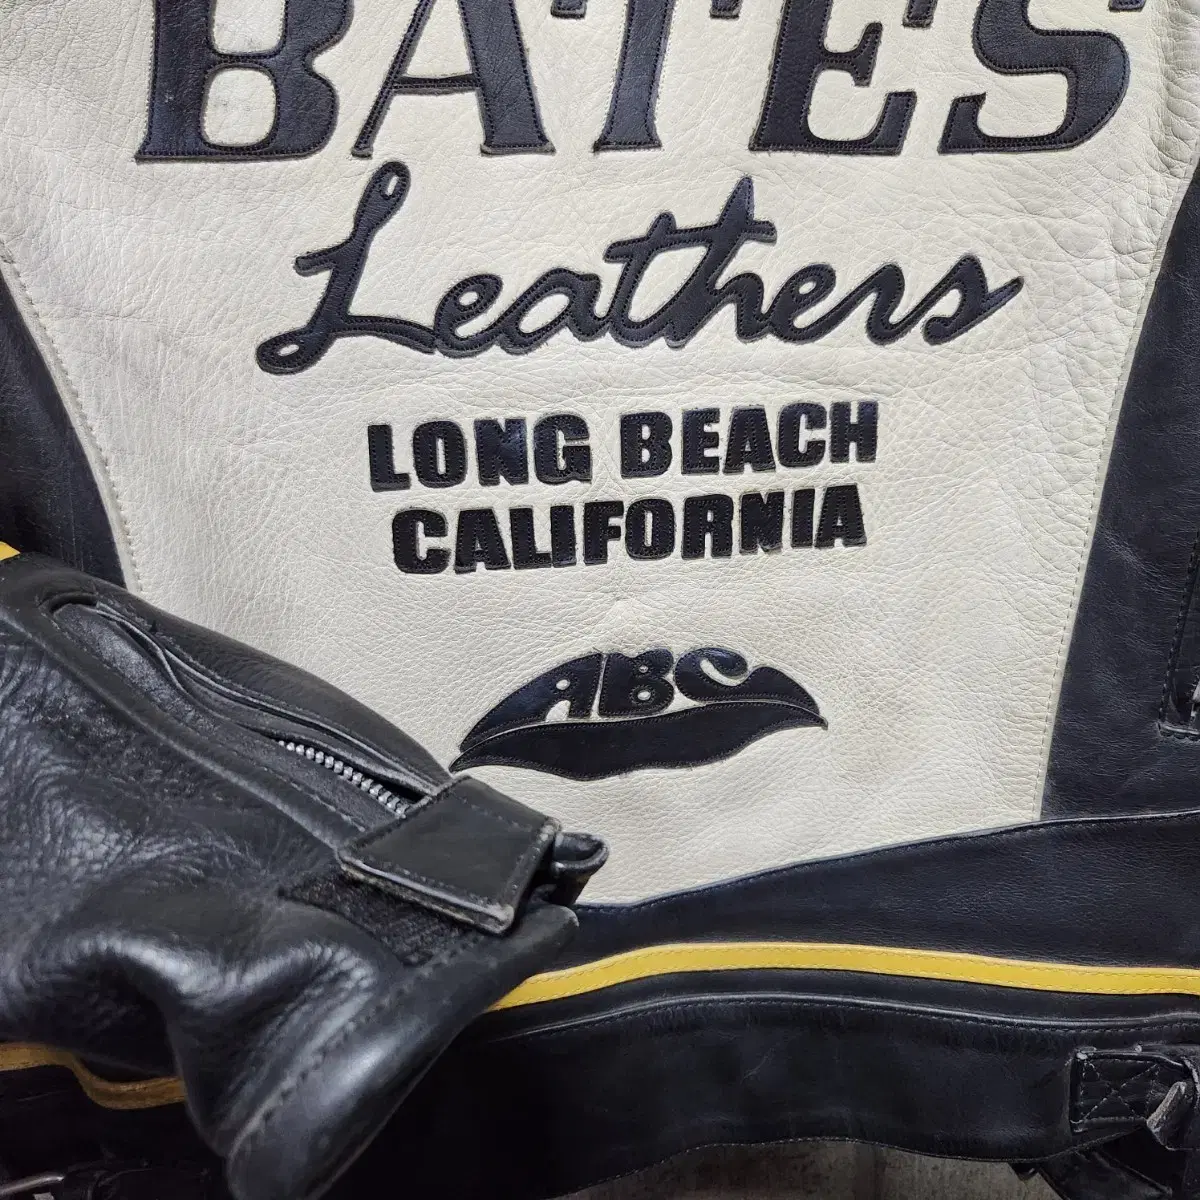 BATES
Leathers
LONG BEACH
CALIFORNIA
ABC